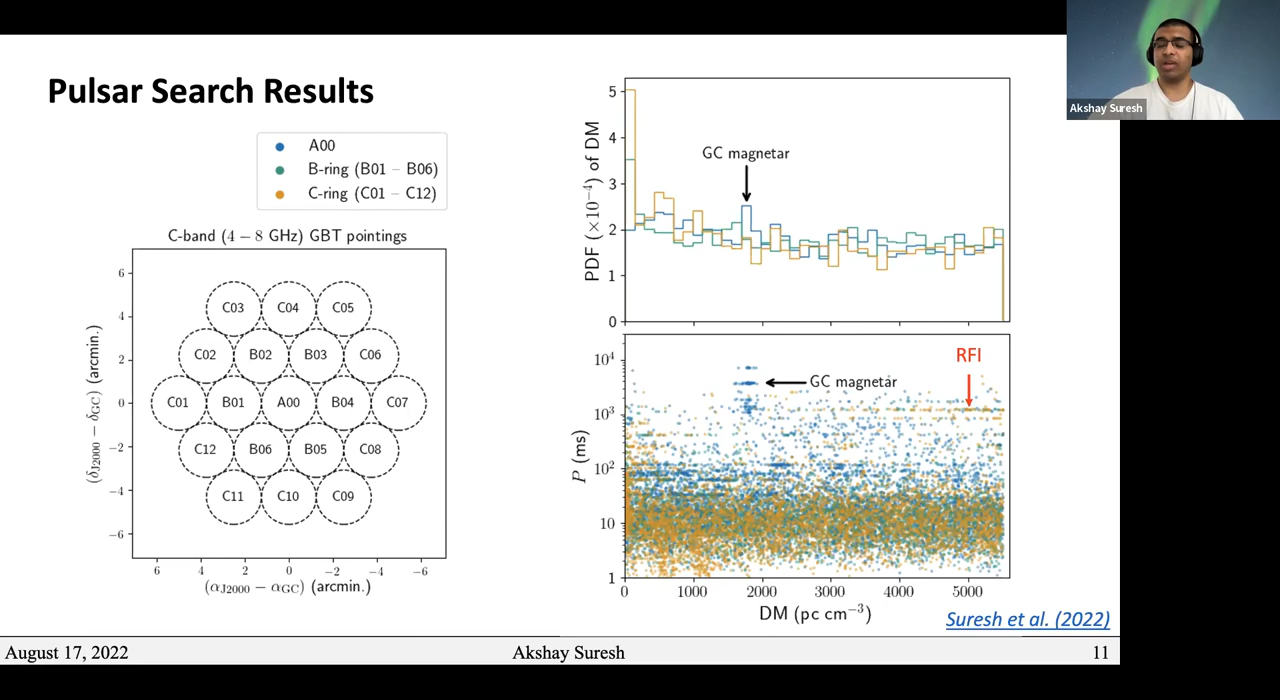 Pulsar Search Results
A00
B-ring (B01 – B06)
C-ring (C01 – C12)
C-band (4 – 8 GHz) GBT pointings
(δJ2000 − δGC) (arcmin.)
6
4
2
0
−2
−4
−6
C03 C04 C05
C02 B02 B03 C06
C01 B01 A00 B04 C07
C12 B06 B05 C08
C11 C10 C09
6 4 2 0 −2 −4 −6
(αJ2000 − αGC) (arcmin.)
PDF (×10−4) of DM
5
4
3
2
1
0
GC magnetar
P (ms)
104
103
102
10
1
GC magnetar
RFI
0 1000 2000 3000 4000 5000
DM (pc cm−3)
Suresh et al. (2022)
August 17, 2022
Akshay Suresh
11
Akshay Suresh